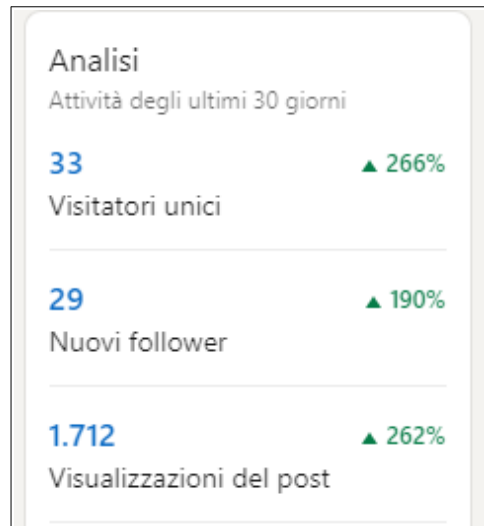 Analisi
Attività degli ultimi 30 giorni
33 ▲ 266%
Visitatori unici
29 ▲ 190%
Nuovi follower
1.712 ▲ 262%
Visualizzazioni del post